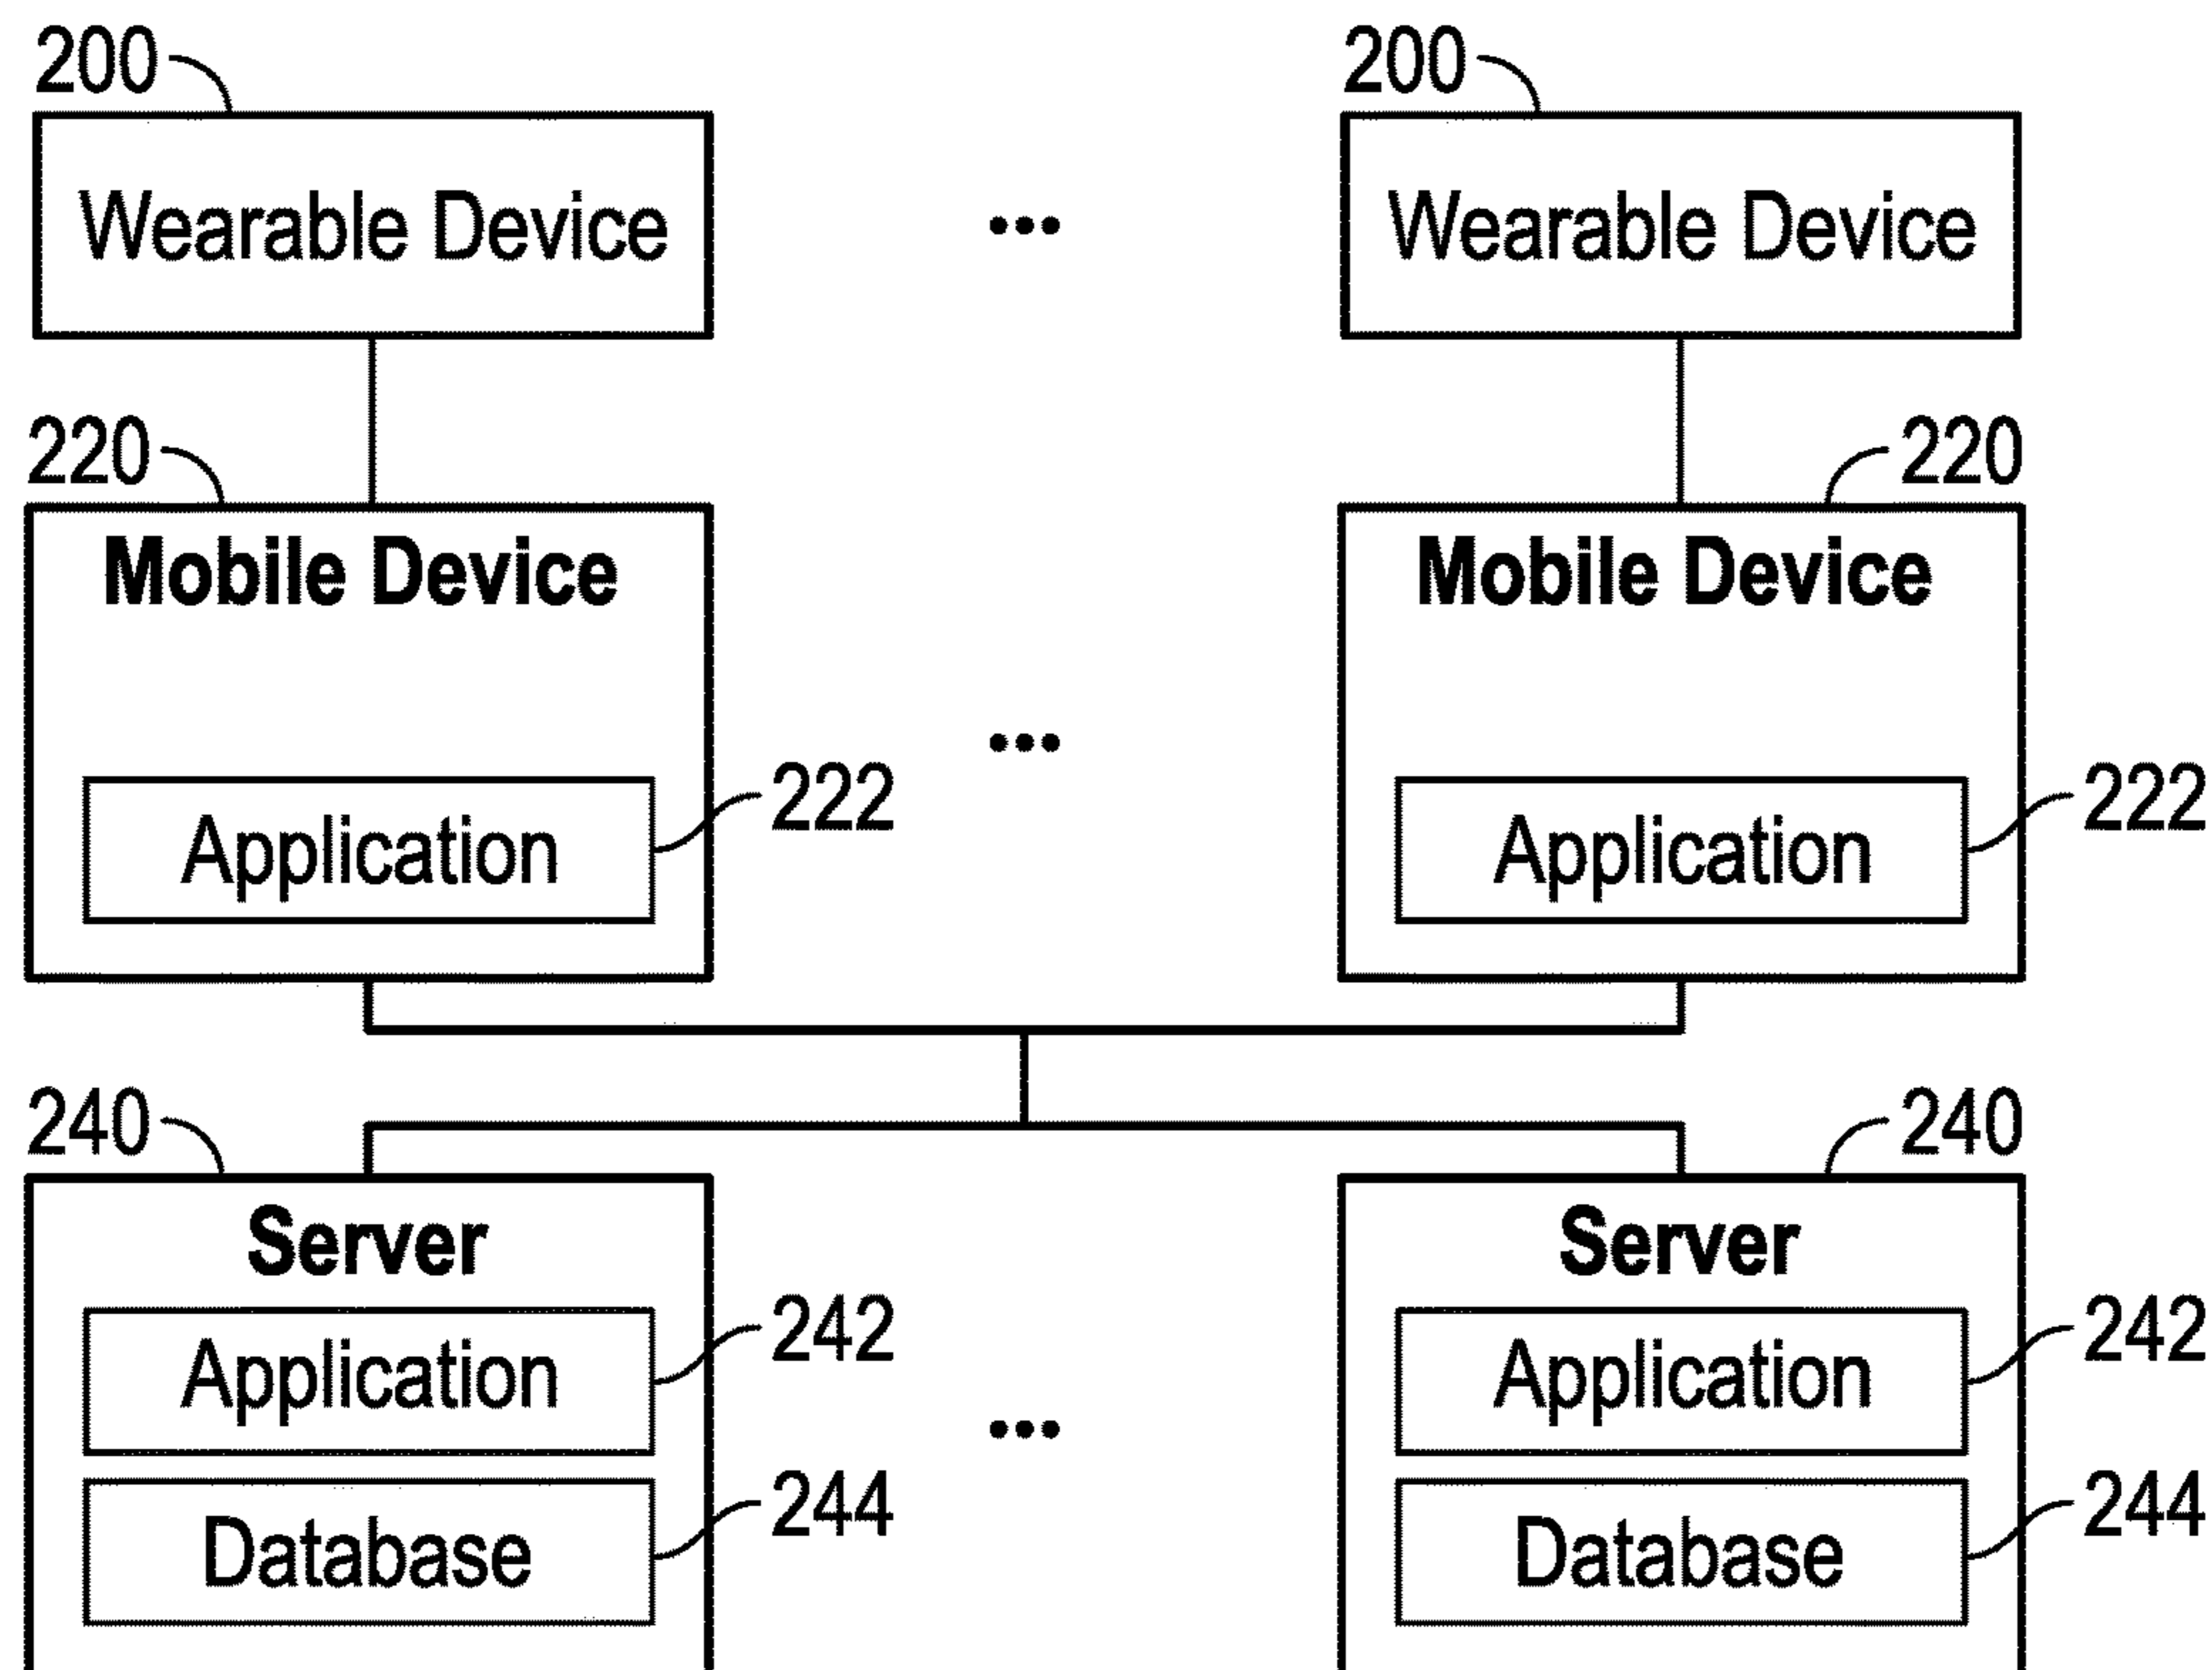 200 200
Wearable Device ... Wearable Device
220 220
Mobile Device Mobile Device
...
Application 222 Application 222
240 240
Server Server
Application 242 Application 242
...
Database 244 Database 244